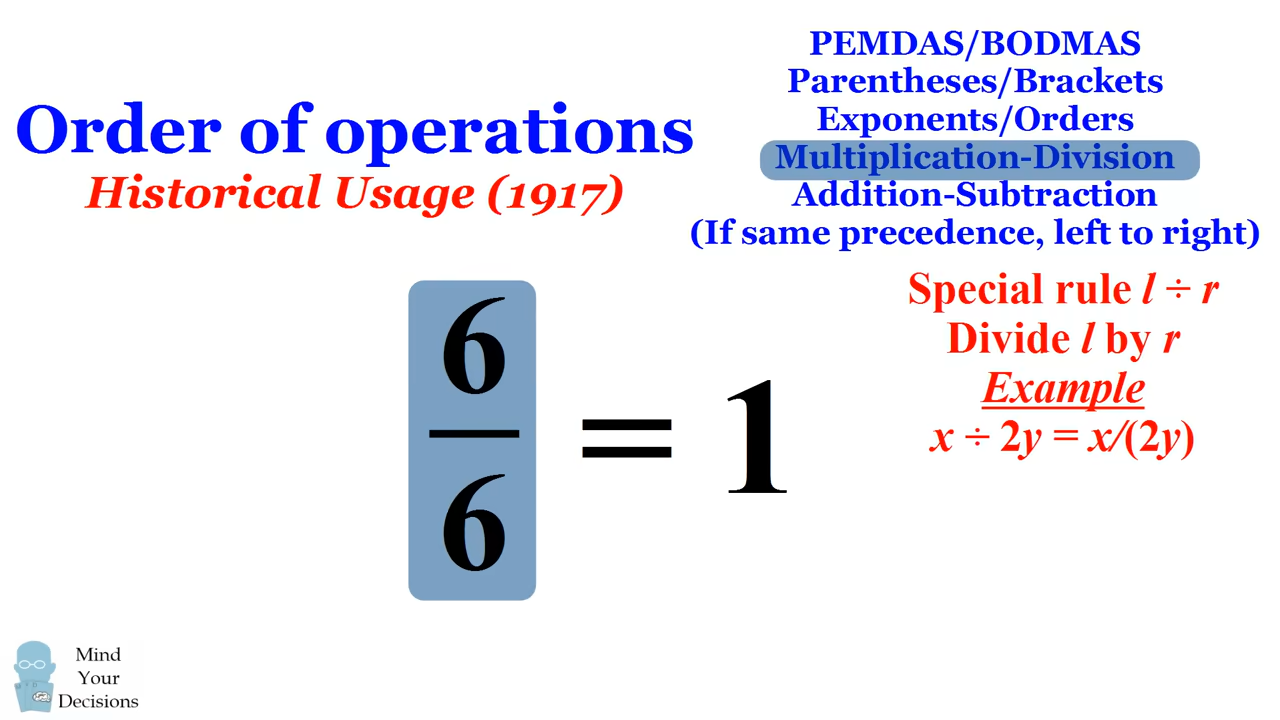 Order of operations
Historical Usage (1917)
PEMDAS/BODMAS
Parentheses/Brackets
Exponents/Orders
Multiplication-Division
Addition-Subtraction
(If same precedence, left to right)
Special rule l ÷ r
Divide l by r
Example
x ÷ 2y = x/(2y)
6
6
= 1
Mind
Your
Decisions